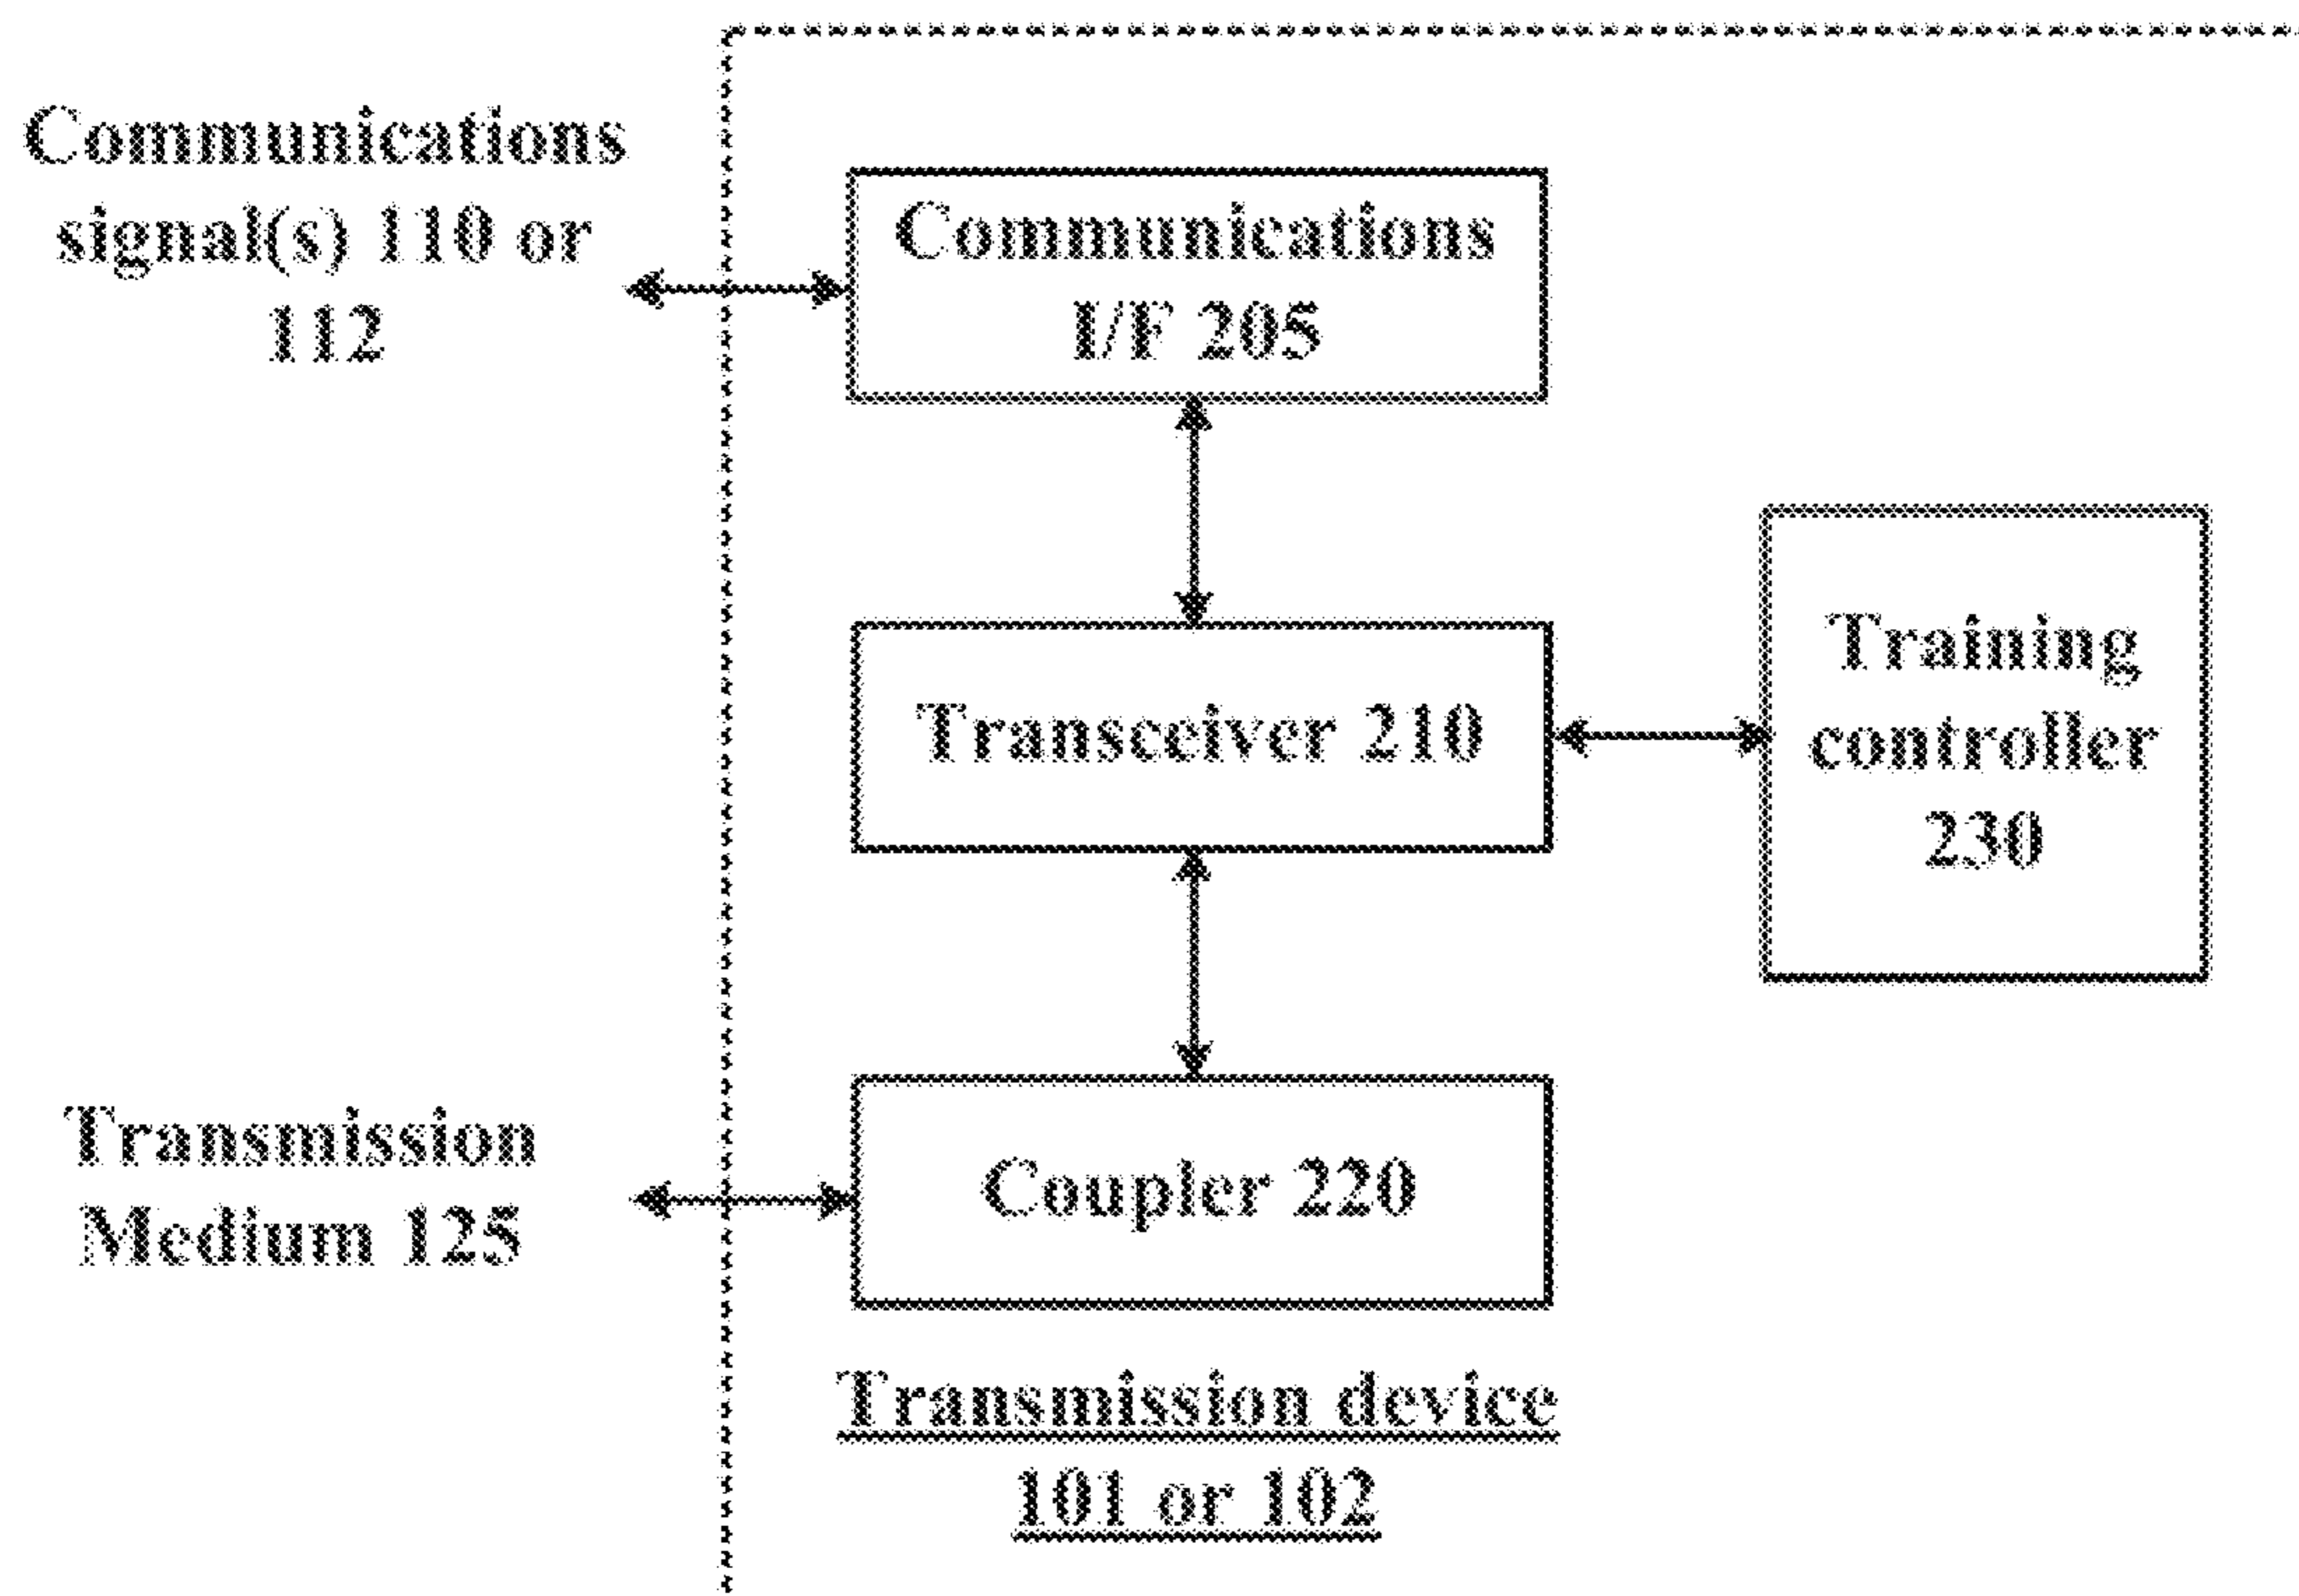 Communications
signal(s) 110 or
112
Communications
I/F 205
Transceiver 210
Training
controller
230
Transmission
Medium 125
Coupler 220
Transmission device
101 or 102